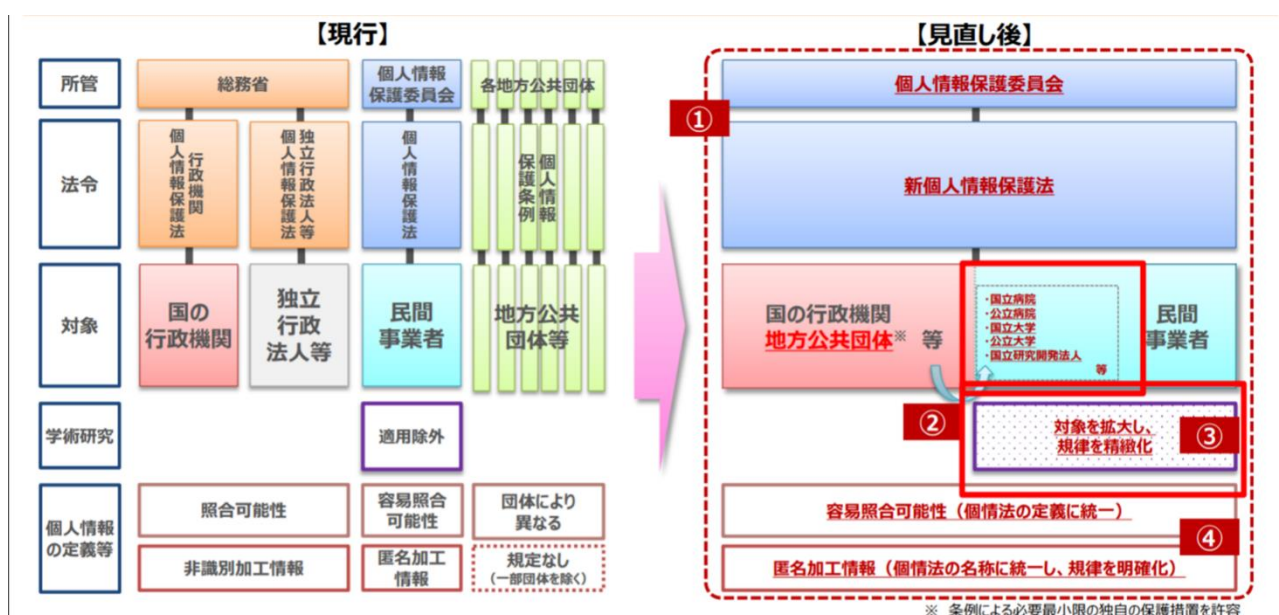 【現行】
【見直し後】
所管
総務省
個人情報
保護委員会
各地方公共団体
個人情報保護委員会
①
法令
行政機関
個人情報保護法
独立行政法人等
個人情報保護法
個人情報保護法
個人情報
保護条例
新個人情報保護法
対象
国の
行政機関
独立
行政
法人等
民間
事業者
地方公共
団体等
国の行政機関
地方公共団体※ 等
・国立病院
・公立病院
・国立大学
・公立大学
・国立研究開発法人
等
民間
事業者
②
学術研究
適用除外
対象を拡大し、
規律を精緻化
③
個人情報
の定義等
照合可能性
容易照合
可能性
団体により
異なる
容易照合可能性（個情法の定義に統一）
④
非識別加工情報
匿名加工
情報
規定なし
（一部団体を除く）
匿名加工情報（個情法の名称に統一し、規律を明確化）
※ 条例による必要最小限の独自の保護措置を許容